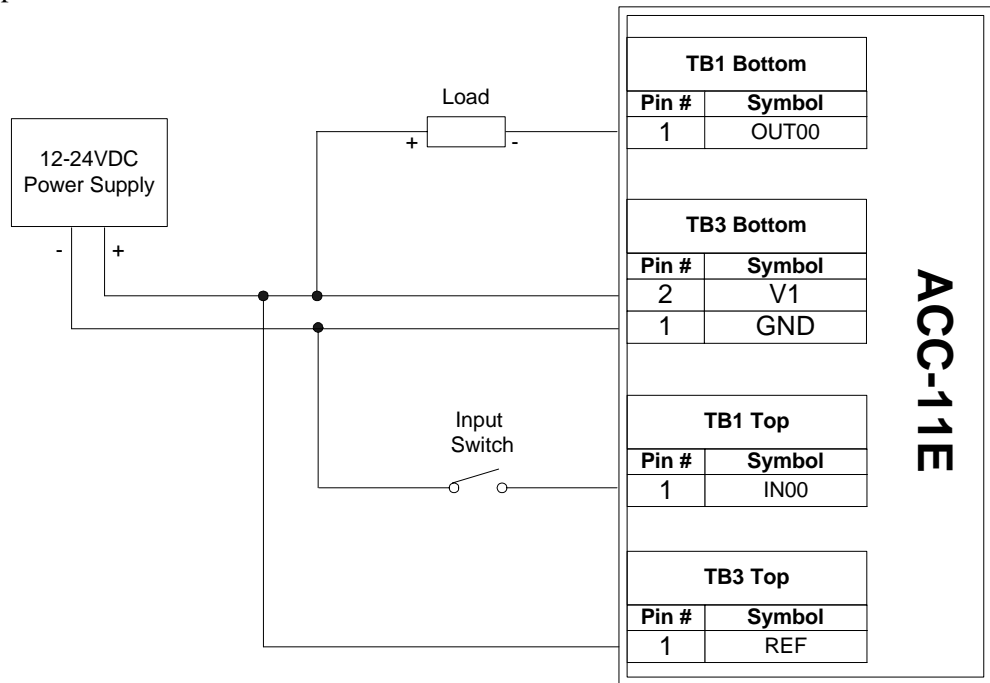 12-24VDC
Power Supply
- +
Load
+ -
Input
Switch
TB1 Bottom
Pin # Symbol
1 OUT00
TB3 Bottom
Pin # Symbol
2 V1
1 GND
TB1 Top
Pin # Symbol
1 IN00
TB3 Top
Pin # Symbol
1 REF
ACC-11E